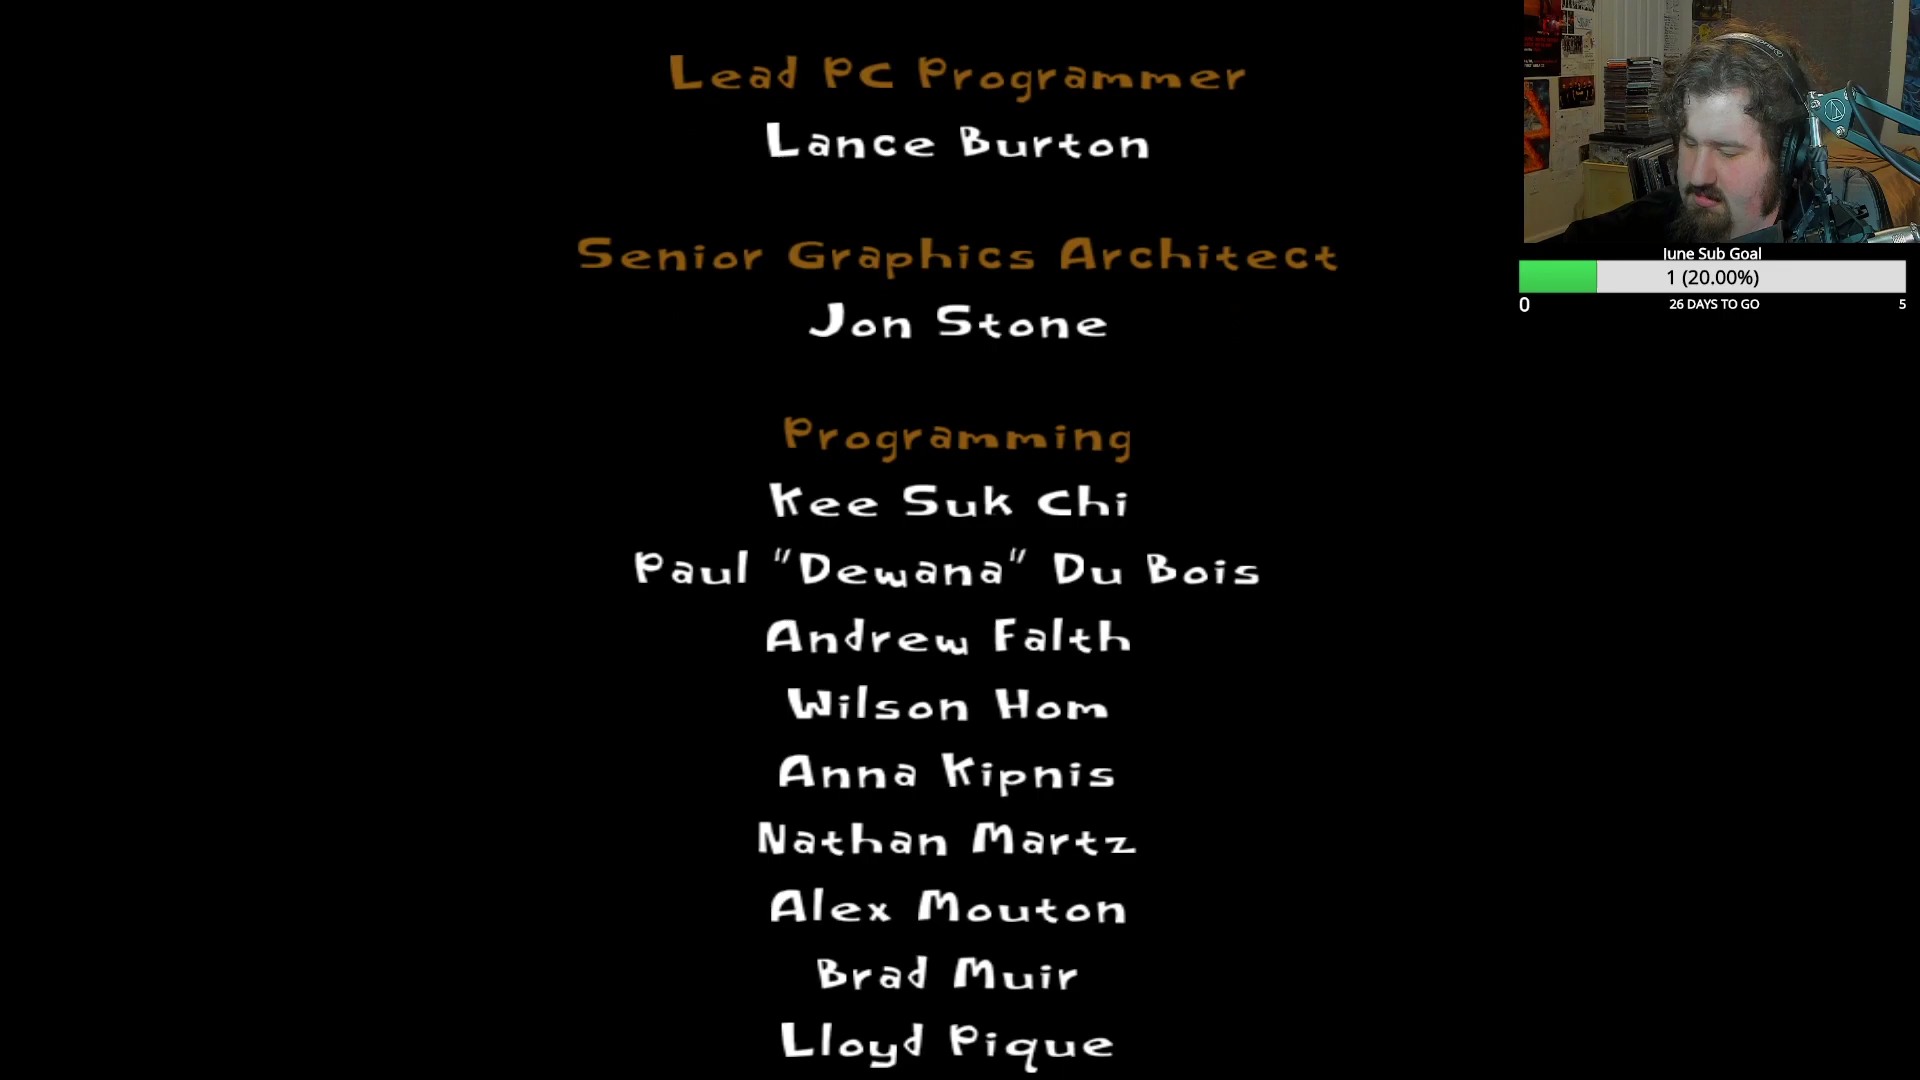 Lead PC Programmer
Lance Burton
Senior Graphics Architect
Jon Stone
Programming
Kee Suk Chi
Paul "Dewana" Du Bois
Andrew Falth
Wilson Hom
Anna Kipnis
Nathan Martz
Alex Mouton
Brad Muir
Lloyd Pique
June Sub Goal
1 (20.00%)
0
26 DAYS TO GO
5